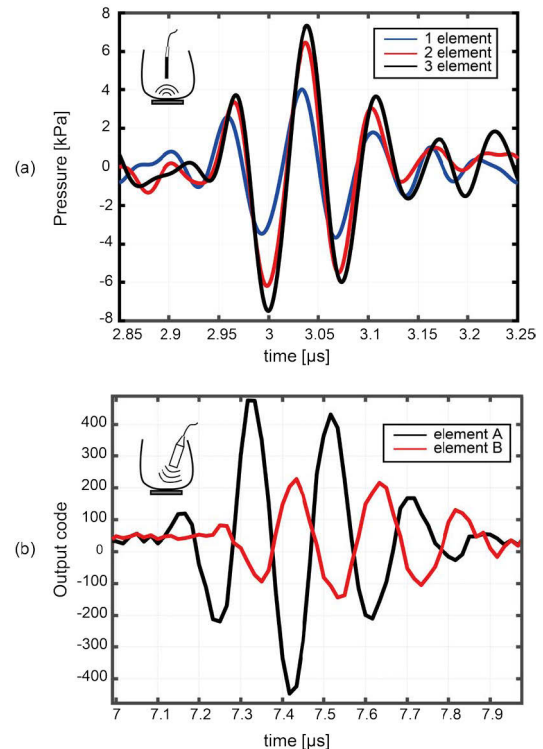 (a)
Pressure [kPa]
8
6
4
2
0
-2
-4
-6
-8
1 element
2 element
3 element
2.85 2.9 2.95 3 3.05 3.1 3.15 3.2 3.25
time [µs]
(b)
Output code
400
300
200
100
0
-100
-200
-300
-400
element A
element B
7 7.1 7.2 7.3 7.4 7.5 7.6 7.7 7.8 7.9
time [µs]